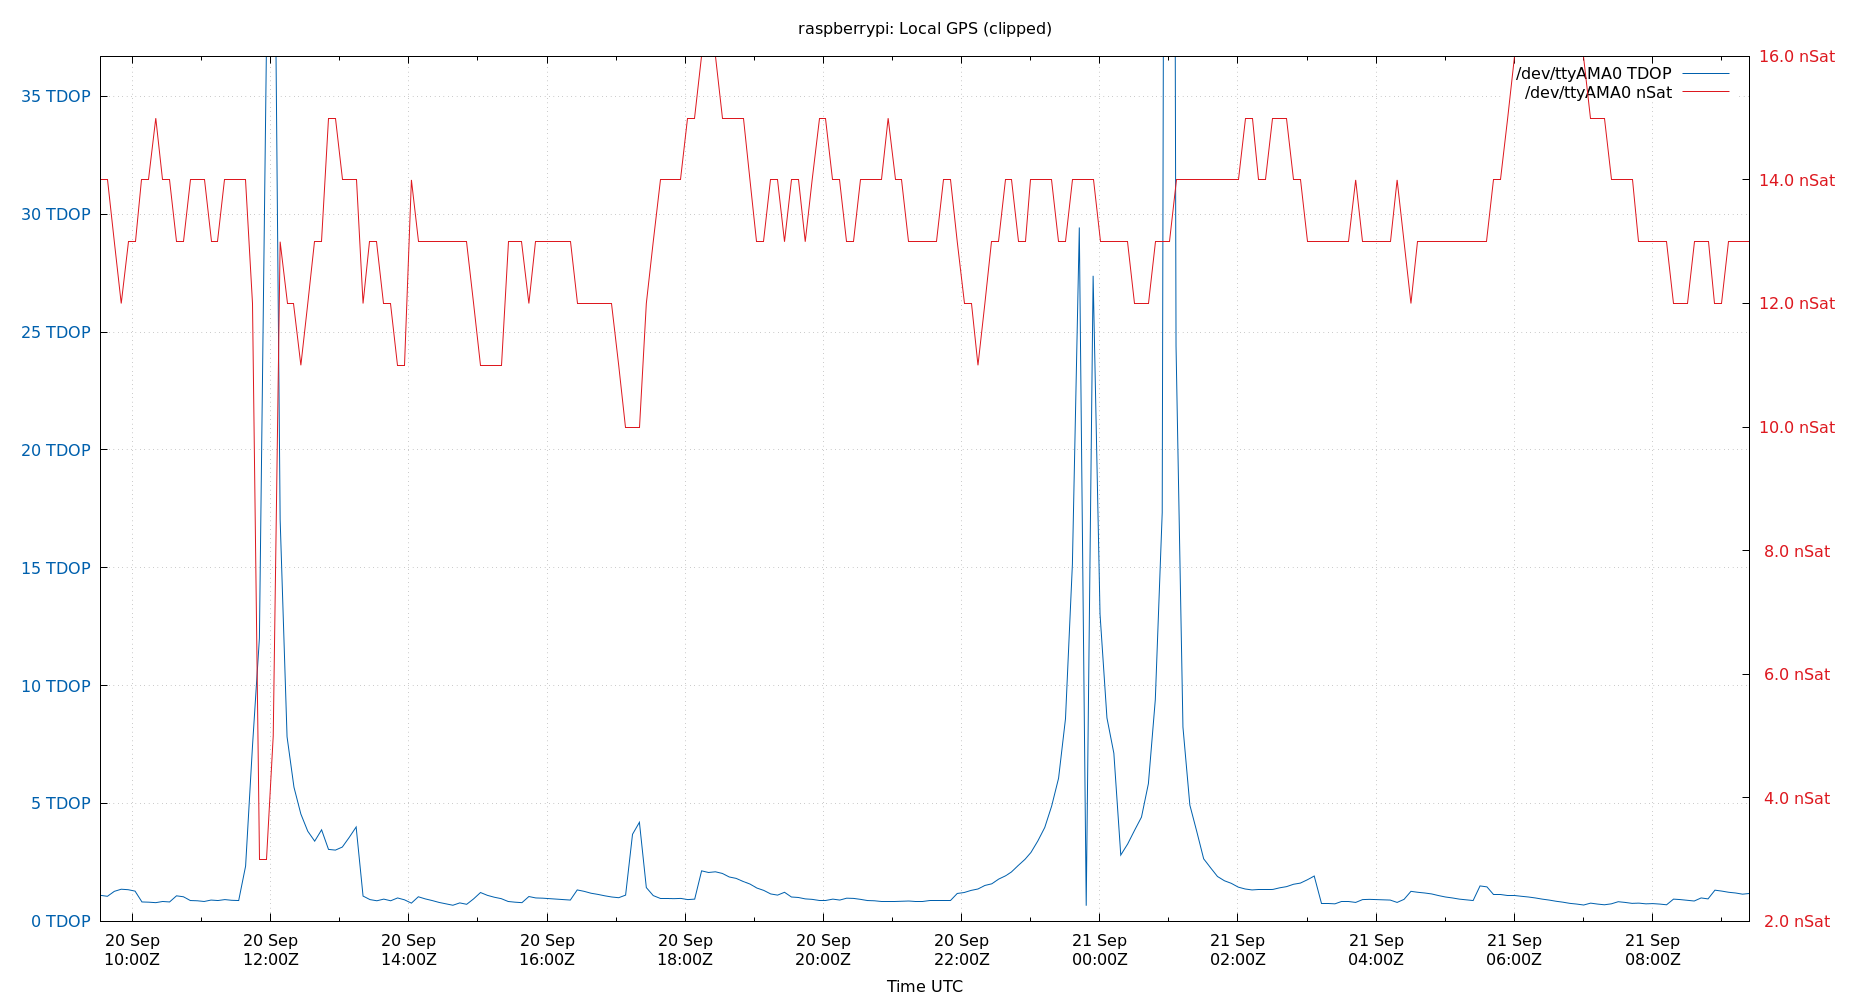 raspberrypi: Local GPS (clipped)
/dev/ttyAMA0 TDOP
/dev/ttyAMA0 nSat
35 TDOP
30 TDOP
25 TDOP
20 TDOP
15 TDOP
10 TDOP
5 TDOP
0 TDOP
16.0 nSat
14.0 nSat
12.0 nSat
10.0 nSat
8.0 nSat
6.0 nSat
4.0 nSat
2.0 nSat
20 Sep
10:00Z
20 Sep
12:00Z
20 Sep
14:00Z
20 Sep
16:00Z
20 Sep
18:00Z
20 Sep
20:00Z
20 Sep
22:00Z
21 Sep
00:00Z
21 Sep
02:00Z
21 Sep
04:00Z
21 Sep
06:00Z
21 Sep
08:00Z
Time UTC